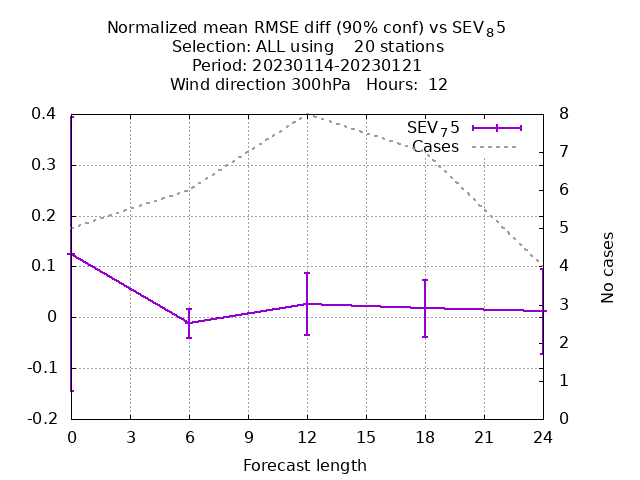 Normalized mean RMSE diff (90% conf) vs SEV₈5
Selection: ALL using    20 stations
Period: 20230114-20230121
Wind direction 300hPa   Hours:  12
SEV₇5
Cases
0.4
0.3
0.2
0.1
0
-0.1
-0.2
8
7
6
5
4
3
2
1
0
No cases
0 3 6 9 12 15 18 21 24
Forecast length